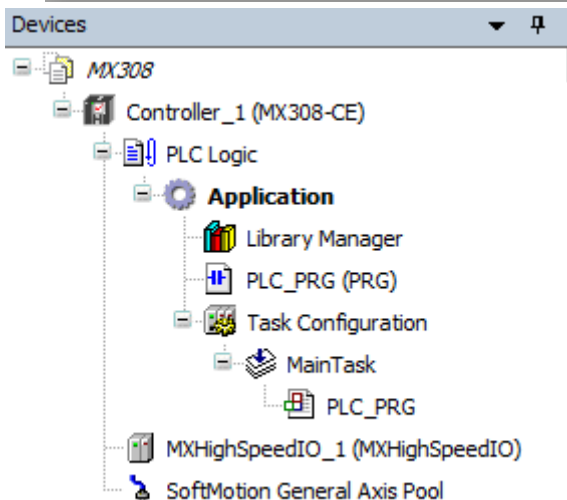 Devices
MX308
Controller_1 (MX308-CE)
PLC Logic
Application
Library Manager
PLC_PRG (PRG)
Task Configuration
MainTask
PLC_PRG
MXHighSpeedIO_1 (MXHighSpeedIO)
SoftMotion General Axis Pool